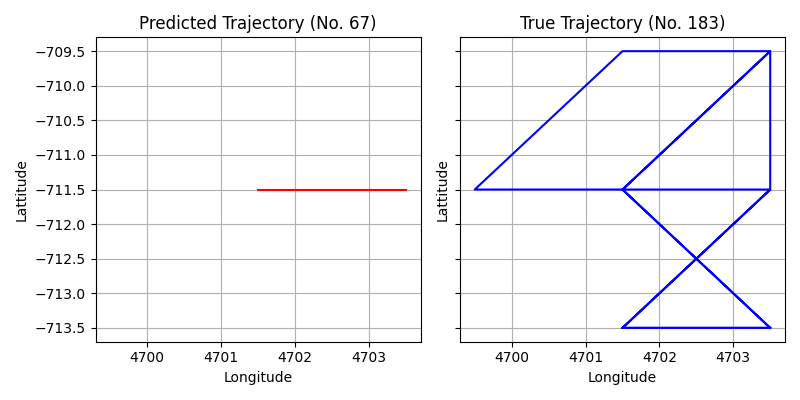 Predicted Trajectory (No. 67)
True Trajectory (No. 183)
Lattitude
−709.5
−710.0
−710.5
−711.0
−711.5
−712.0
−712.5
−713.0
−713.5
4700 4701 4702 4703
Longitude
Lattitude
4700 4701 4702 4703
Longitude